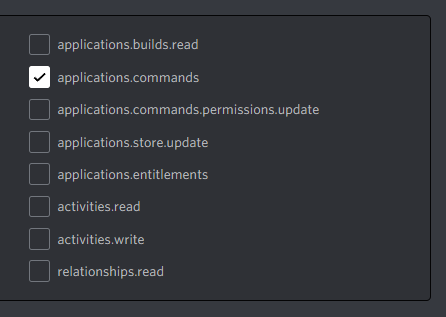 applications.builds.read
applications.commands
applications.commands.permissions.update
applications.store.update
applications.entitlements
activities.read
activities.write
relationships.read